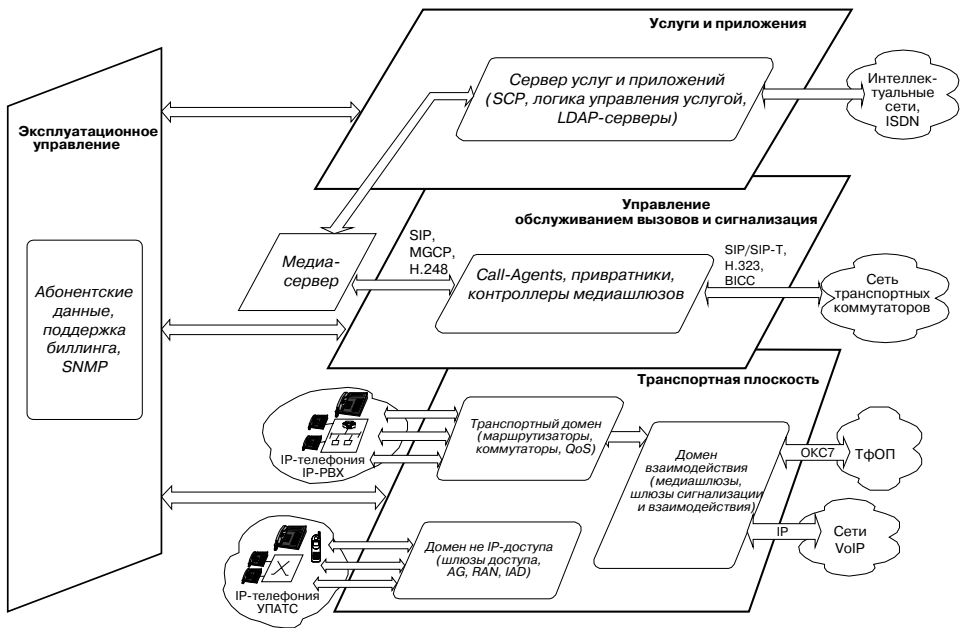 Услуги и приложения
Сервер услуг и приложений
(SCP, логика управления услугой,
LDAP-серверы)
Интеллек-
туальные
сети,
ISDN
Эксплуатационное
управление
Абонентские
данные,
поддержка
биллинга,
SNMP
Управление
обслуживанием вызовов и сигнализация
Медиа-
сервер
SIP,
MGCP,
H.248
Call-Agents, привратники,
контроллеры медиашлюзов
SIP/SIP-T,
H.323,
BICC
Сеть
транспортных
коммутаторов
Транспортная плоскость
IP-телефония
IP-PBX
Транспортный домен
(маршрутизаторы,
коммутаторы, QoS)
Домен
взаимодействия
(медиашлюзы,
шлюзы сигнализации
и взаимодействия)
ОКС7
ТфОП
IP
Сети
VoIP
Домен не IP-доступа
(шлюзы доступа,
AG, RAN, IAD)
IP-телефония
УПАТС